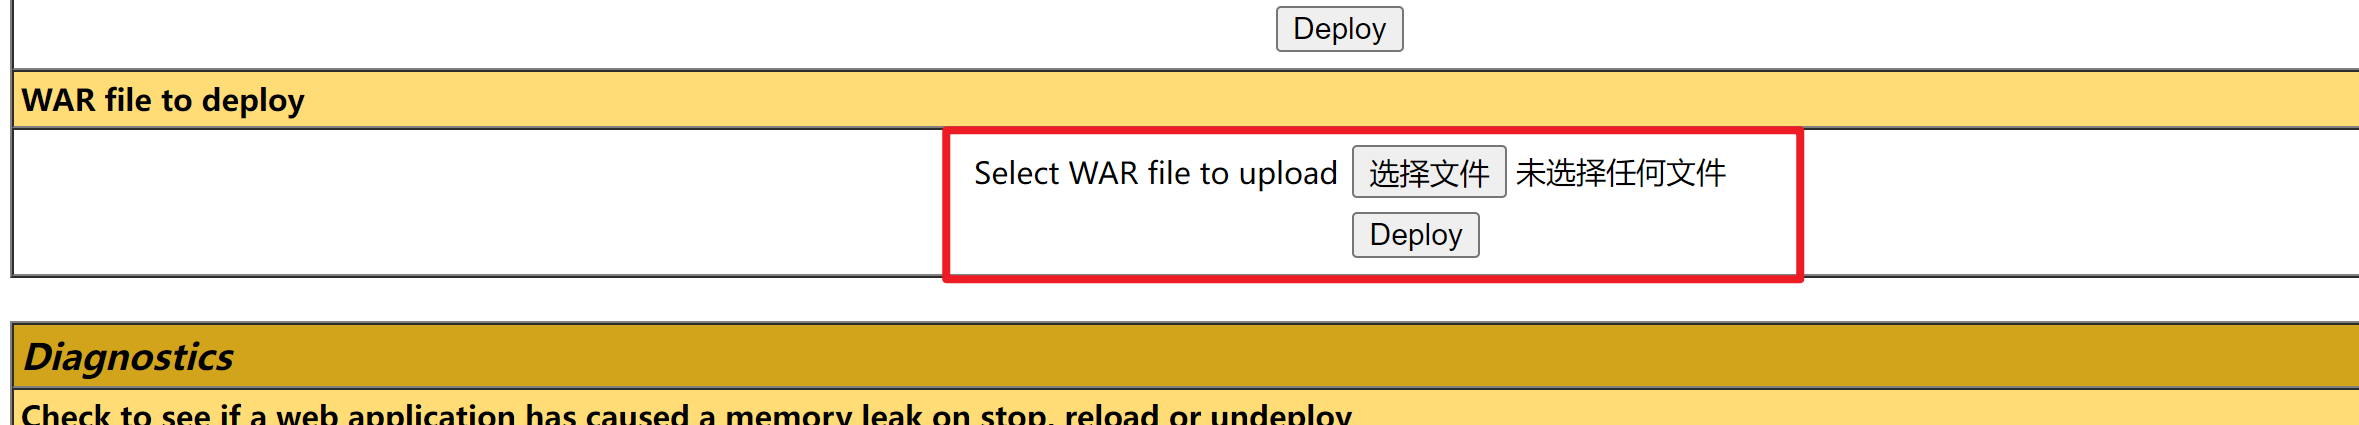 Deploy
WAR file to deploy
Select WAR file to upload 选择文件 未选择任何文件
Deploy
Diagnostics
Check to see if a web application has caused a memory leak on stop, reload or undeploy